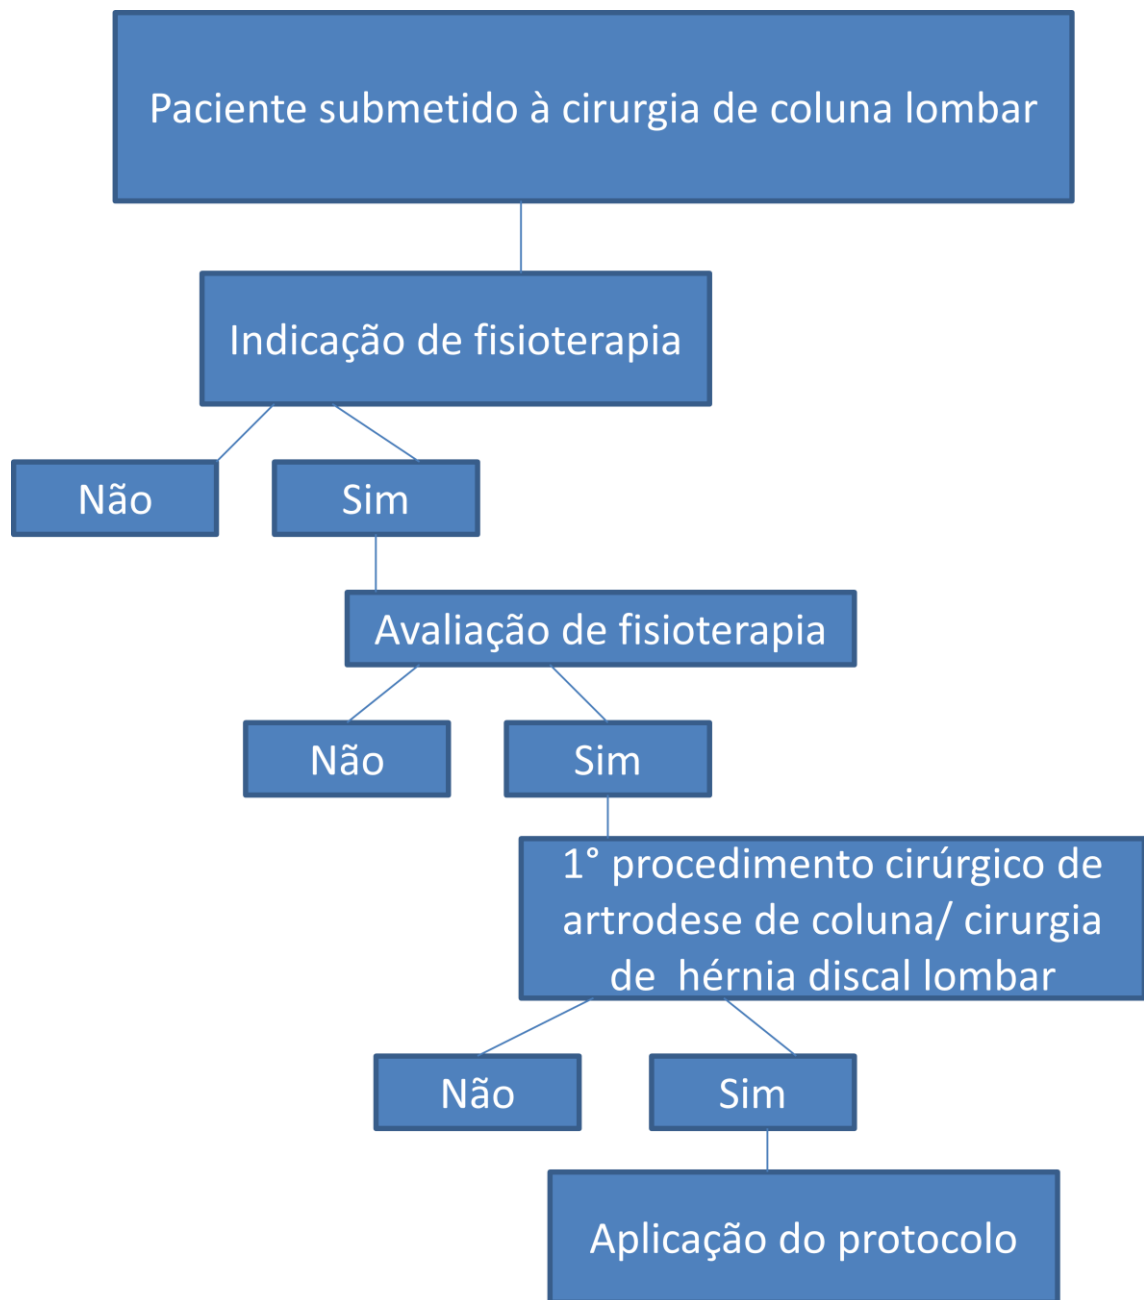 Paciente submetido à cirurgia de coluna lombar
Indicação de fisioterapia
Não
Sim
Avaliação de fisioterapia
Não
Sim
1° procedimento cirúrgico de
artrodese de coluna/ cirurgia
de hérnia discal lombar
Não
Sim
Aplicação do protocolo